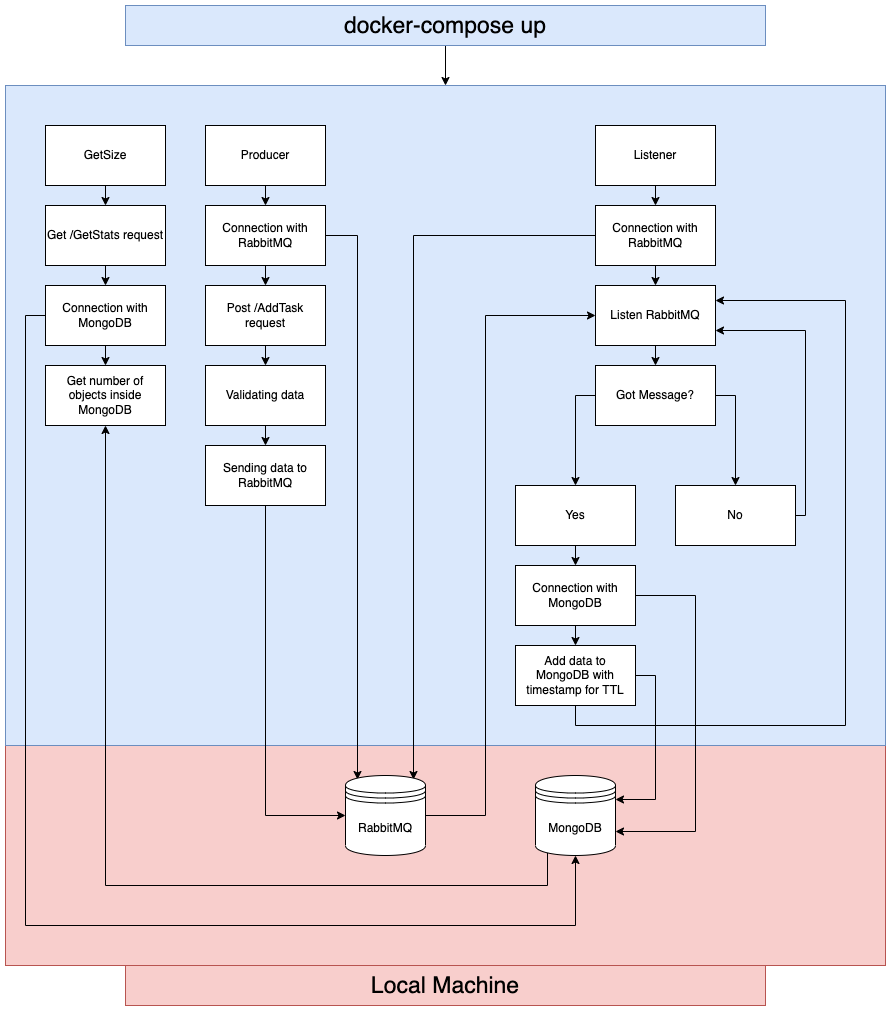 docker-compose up
GetSize
Get /GetStats request
Connection with
MongoDB
Get number of
objects inside
MongoDB
Producer
Connection with
RabbitMQ
Post /AddTask
request
Validating data
Sending data to
RabbitMQ
Listener
Connection with
RabbitMQ
Listen RabbitMQ
Got Message?
Yes
No
Connection with
MongoDB
Add data to
MongoDB with
timestamp for TTL
RabbitMQ
MongoDB
Local Machine